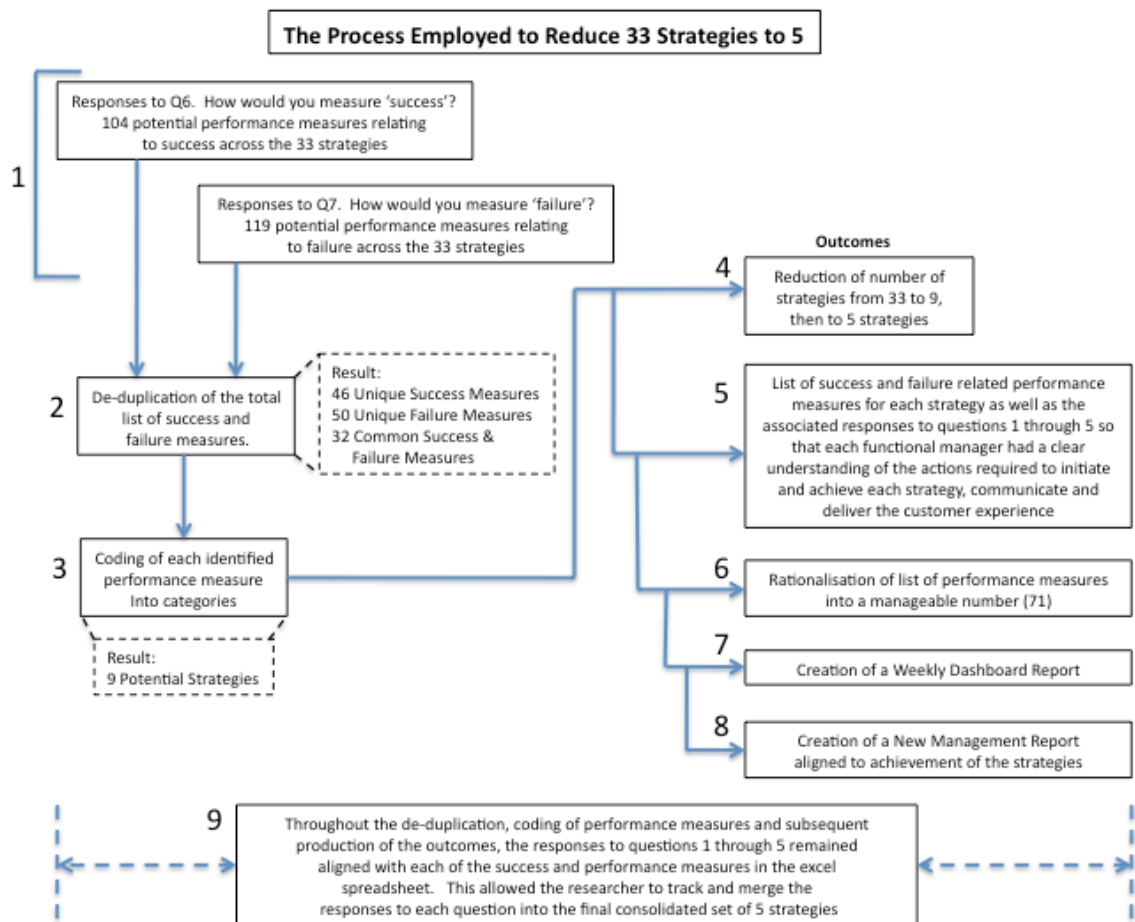 The Process Employed to Reduce 33 Strategies to 5
1
Responses to Q6. How would you measure 'success'?
104 potential performance measures relating
to success across the 33 strategies
Responses to Q7. How would you measure 'failure'?
119 potential performance measures relating
to failure across the 33 strategies
2
De-duplication of the total
list of success and
failure measures.
Result:
46 Unique Success Measures
50 Unique Failure Measures
32 Common Success &
Failure Measures
3
Coding of each identified
performance measure
Into categories
Result:
9 Potential Strategies
Outcomes
4
Reduction of number of
strategies from 33 to 9,
then to 5 strategies
5
List of success and failure related performance
measures for each strategy as well as the
associated responses to questions 1 through 5 so
that each functional manager had a clear
understanding of the actions required to initiate
and achieve each strategy, communicate and
deliver the customer experience
6
Rationalisation of list of performance measures
into a manageable number (71)
7
Creation of a Weekly Dashboard Report
8
Creation of a New Management Report
aligned to achievement of the strategies
9
Throughout the de-duplication, coding of performance measures and subsequent
production of the outcomes, the responses to questions 1 through 5 remained
aligned with each of the success and performance measures in the excel
spreadsheet. This allowed the researcher to track and merge the
responses to each question into the final consolidated set of 5 strategies